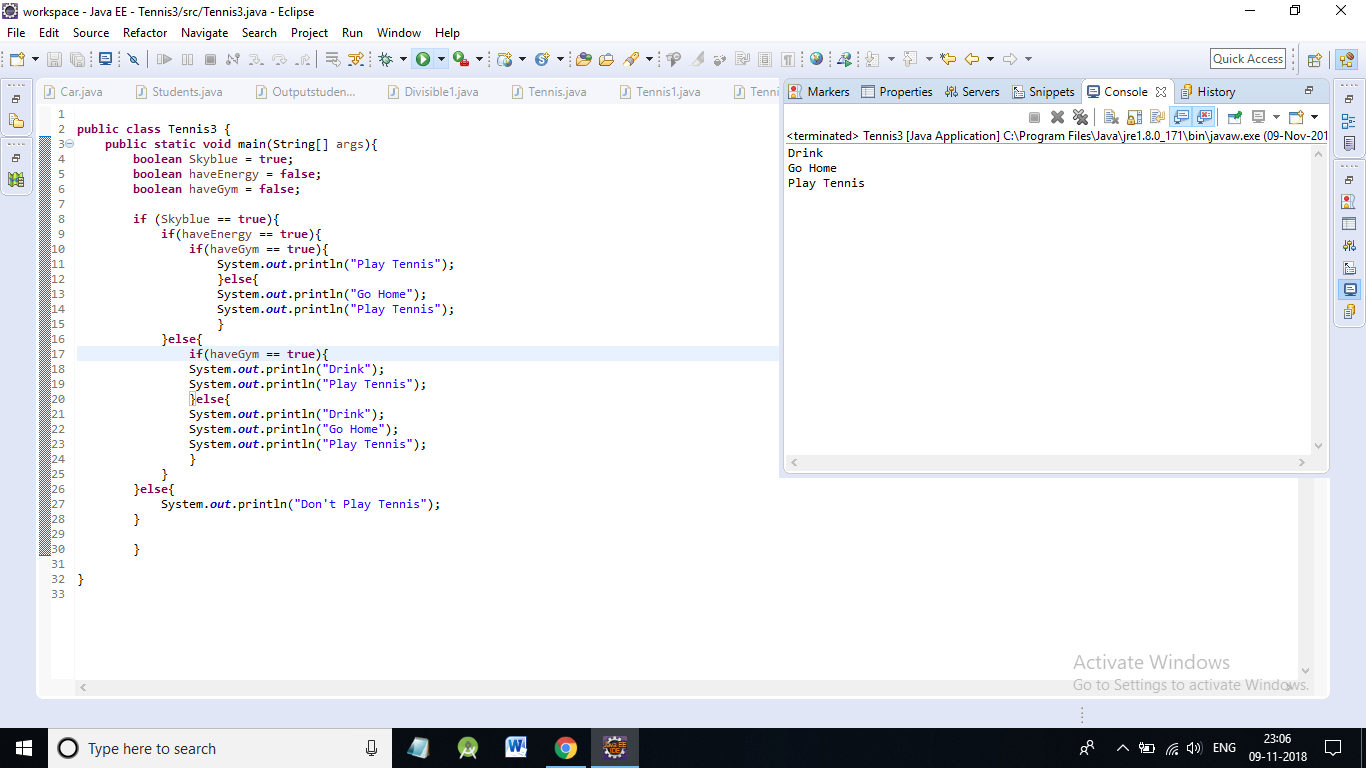 workspace - Java EE - Tennis3/src/Tennis3.java - Eclipse
File Edit Source Refactor Navigate Search Project Run Window Help
Quick Access
Car.java Students.java Outputstuden... Divisible1.java Tennis.java Tennis1.java Tenni
Markers Properties Servers Snippets Console History
<terminated> Tennis3 [Java Application] C:\Program Files\Java\jre1.8.0_171\bin\javaw.exe (09-Nov-201
Drink
Go Home
Play Tennis
1
2 public class Tennis3 {
3 public static void main(String[] args){
4 boolean Skyblue = true;
5 boolean haveEnergy = false;
6 boolean haveGym = false;
7
8 if (Skyblue == true){
9 if(haveEnergy == true){
10 if(haveGym == true){
11 System.out.println("Play Tennis");
12 }else{
13 System.out.println("Go Home");
14 System.out.println("Play Tennis");
15 }
16 }else{
17 if(haveGym == true){
18 System.out.println("Drink");
19 System.out.println("Play Tennis");
20 }else{
21 System.out.println("Drink");
22 System.out.println("Go Home");
23 System.out.println("Play Tennis");
24 }
25 }
26 }else{
27 System.out.println("Don't Play Tennis");
28 }
29
30 }
31
32 }
33
Activate Windows
Go to Settings to activate Windows.
Type here to search
ENG
23:06
09-11-2018